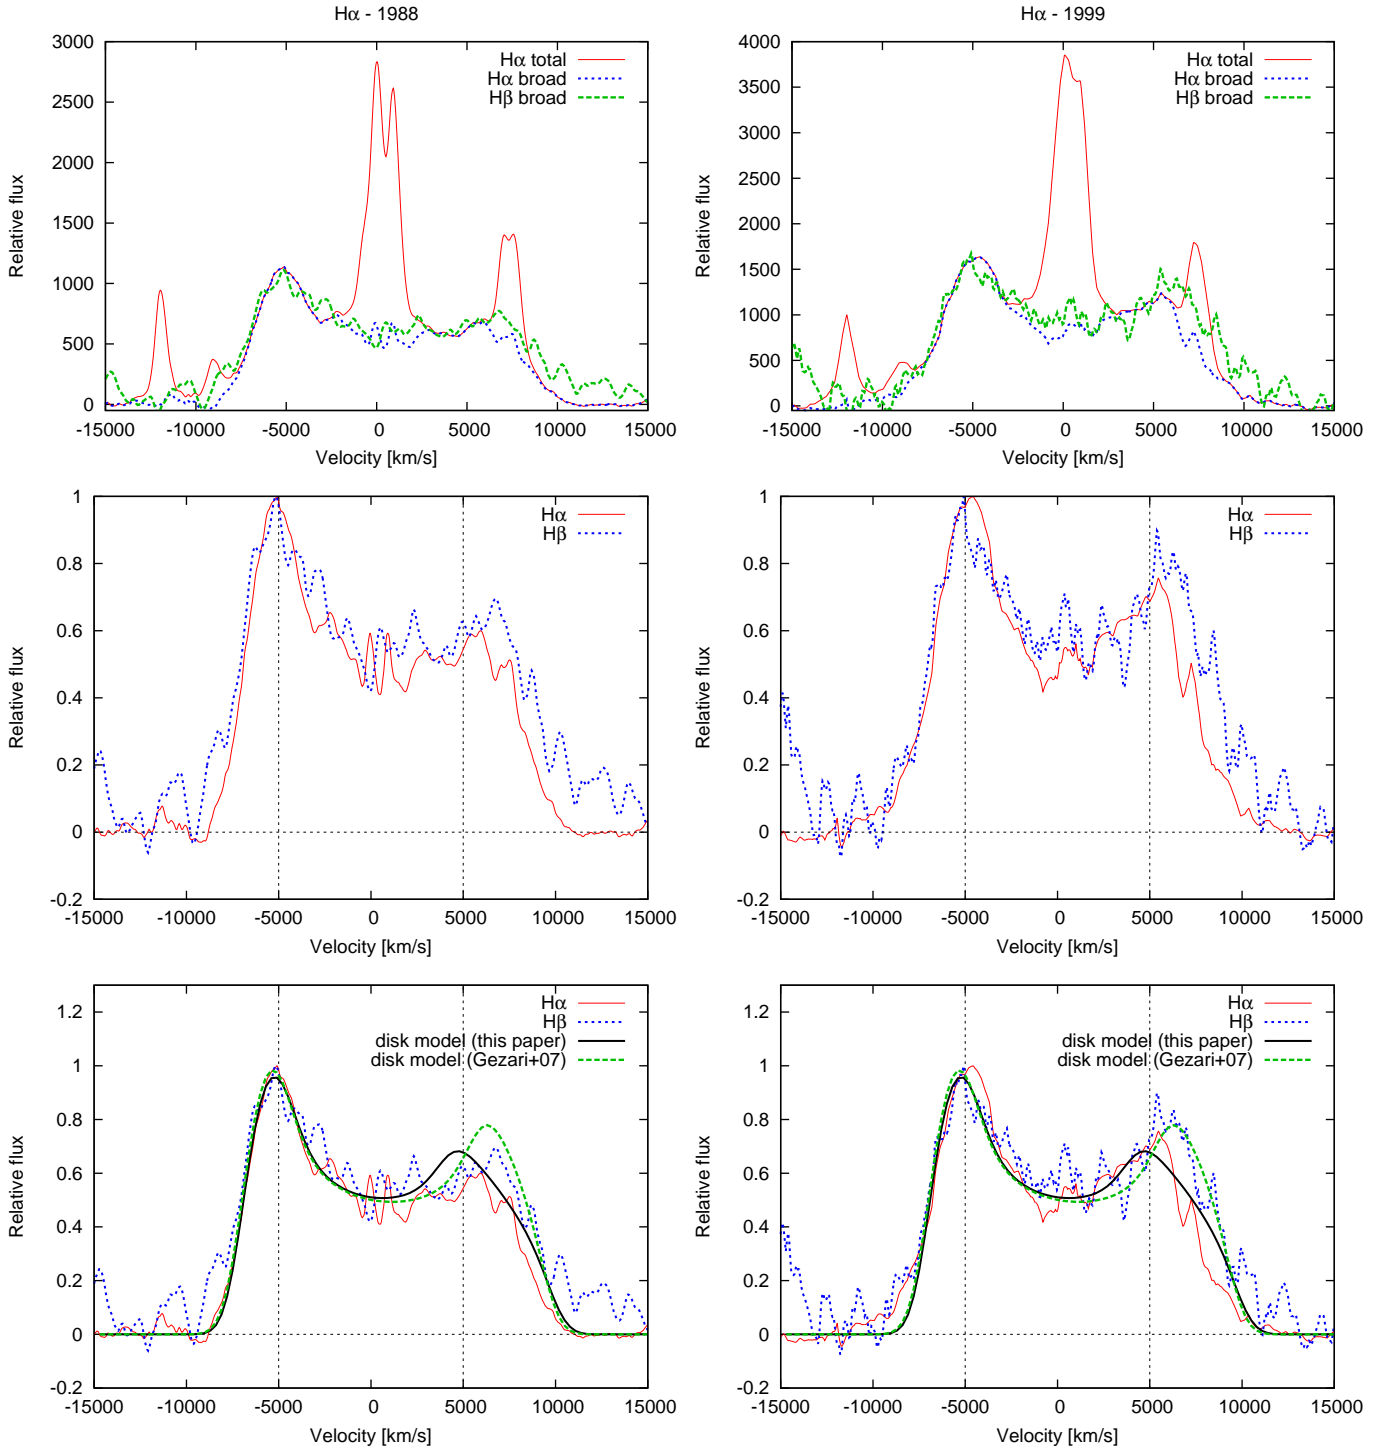 Hα - 1988
Relative flux
3000
2500
2000
1500
1000
500
0
Hα total
Hα broad
Hβ broad
-15000 -10000 -5000 0 5000 10000 15000
Velocity [km/s]
Hα - 1999
Relative flux
4000
3500
3000
2500
2000
1500
1000
500
0
Hα total
Hα broad
Hβ broad
-15000 -10000 -5000 0 5000 10000 15000
Velocity [km/s]
Relative flux
1
0.8
0.6
0.4
0.2
0
-0.2
Hα
Hβ
-15000 -10000 -5000 0 5000 10000 15000
Velocity [km/s]
Relative flux
1
0.8
0.6
0.4
0.2
0
-0.2
Hα
Hβ
-15000 -10000 -5000 0 5000 10000 15000
Velocity [km/s]
Relative flux
1.2
1
0.8
0.6
0.4
0.2
0
-0.2
Hα
Hβ
disk model (this paper)
disk model (Gezari+07)
-15000 -10000 -5000 0 5000 10000 15000
Velocity [km/s]
Relative flux
1.2
1
0.8
0.6
0.4
0.2
0
-0.2
Hα
Hβ
disk model (this paper)
disk model (Gezari+07)
-15000 -10000 -5000 0 5000 10000 15000
Velocity [km/s]